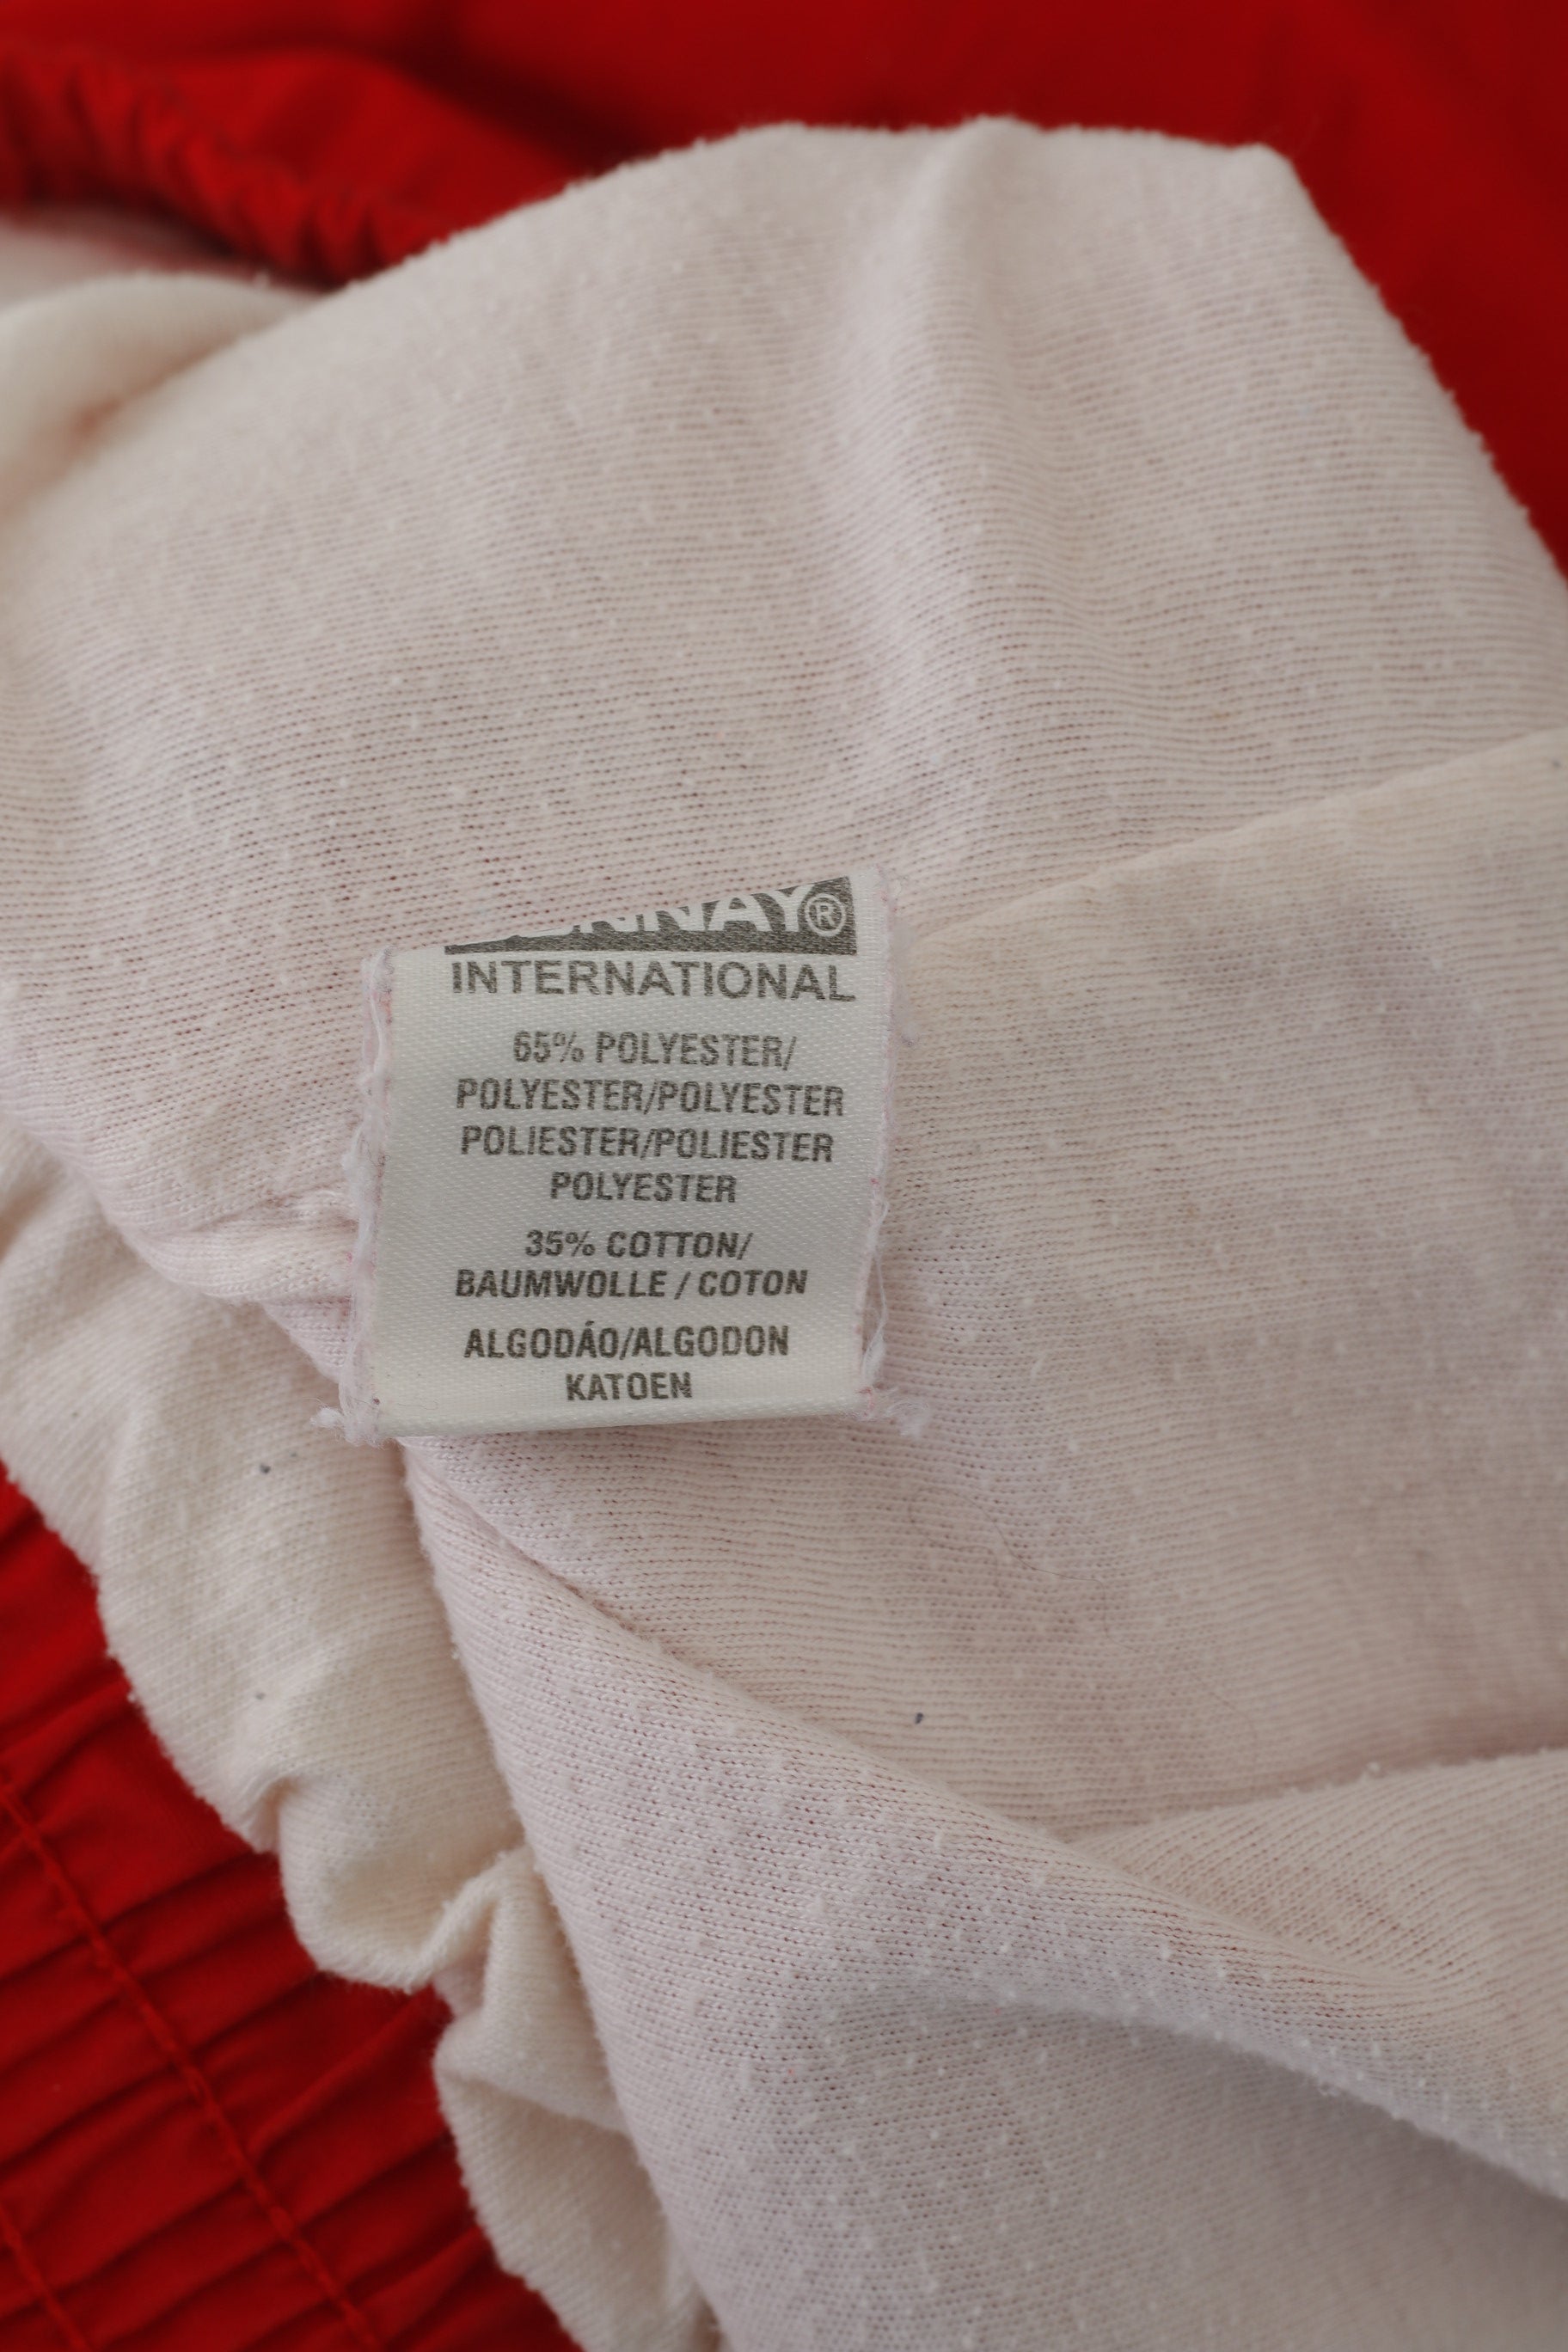 INTERNATIONAL
65% POLYESTER/
POLYESTER/POLYESTER
POLIESTER/POLIESTER
POLYESTER
35% COTTON/
BAUMWOLLE / COTON
ALGODÁO/ALGODON
KATOEN